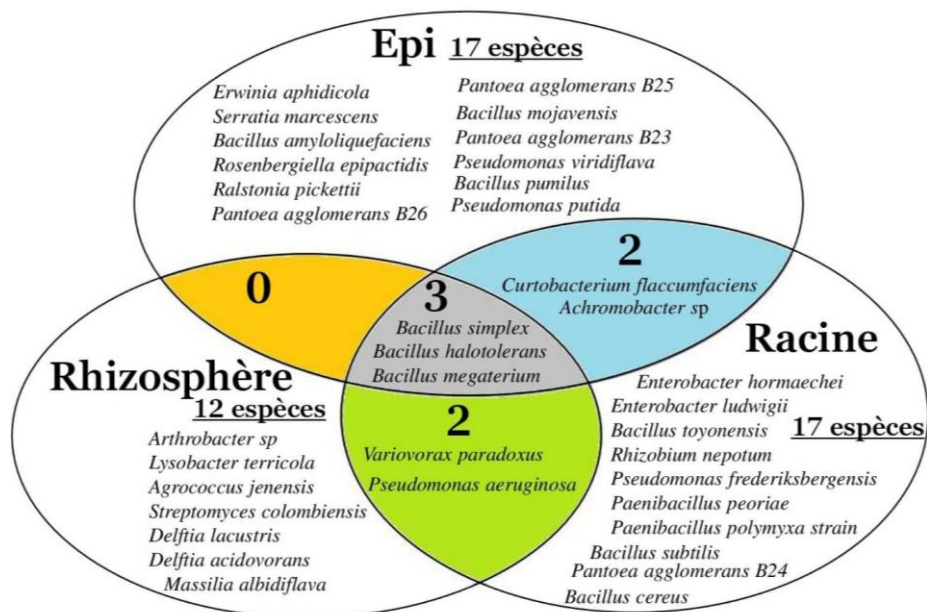 Epi 17 espèces
Erwinia aphidicola
Serratia marcescens
Bacillus amyloliquefaciens
Rosenbergiella epipactidis
Ralstonia pickettii
Pantoea agglomerans B26
Pantoea agglomerans B25
Bacillus mojavensis
Pantoea agglomerans B23
Pseudomonas viridiflava
Bacillus pumilus
Pseudomonas putida
0
3
Bacillus simplex
Bacillus halotolerans
Bacillus megaterium
2
Curtobacterium flaccumfaciens
Achromobacter sp
Rhizosphère
12 espèces
Arthrobacter sp
Lysobacter terricola
Agrococcus jenensis
Streptomyces colombiensis
Delftia lacustris
Delftia acidovorans
Massilia albidiflava
2
Variovorax paradoxus
Pseudomonas aeruginosa
Racine
17 espèces
Enterobacter hormaechei
Enterobacter ludwigii
Bacillus toyonensis
Rhizobium nepotum
Pseudomonas frederiksbergensis
Paenibacillus peoriae
Paenibacillus polymyxa strain
Bacillus subtilis
Pantoea agglomerans B24
Bacillus cereus